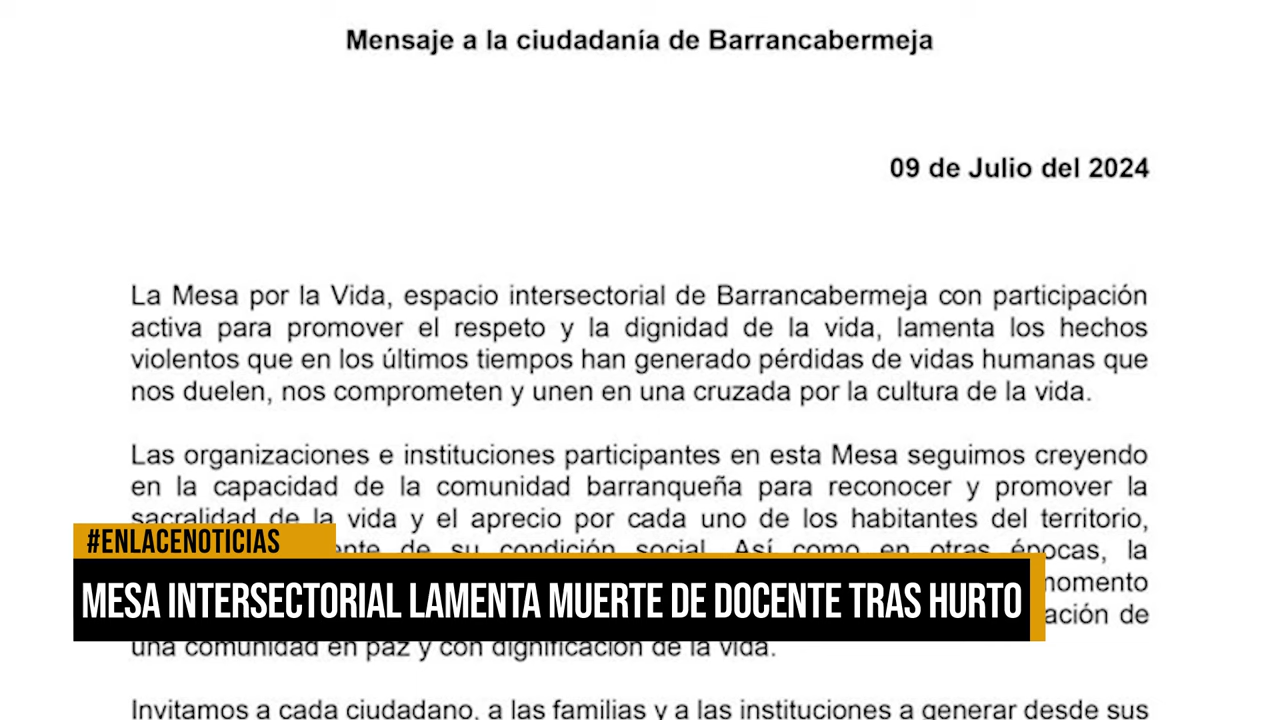 Mensaje a la ciudadanía de Barrancabermeja
09 de Julio del 2024
La Mesa por la Vida, espacio intersectorial de Barrancabermeja con participación
activa para promover el respeto y la dignidad de la vida, lamenta los hechos
violentos que en los últimos tiempos han generado pérdidas de vidas humanas que
nos duelen, nos comprometen y unen en una cruzada por la cultura de la vida.
Las organizaciones e instituciones participantes en esta Mesa seguimos creyendo
en la capacidad de la comunidad barranqueña para reconocer y promover la
sacralidad de la vida y el aprecio por cada uno de los habitantes del territorio,
de su condición social. Así como en otras épocas, la
momento
de
una comunidad en paz y con dignificación de la vida.
Invitamos a cada ciudadano, a las familias y a las instituciones a generar desde sus
#ENLACENOTICIAS
MESA INTERSECTORIAL LAMENTA MUERTE DE DOCENTE TRAS HURTO